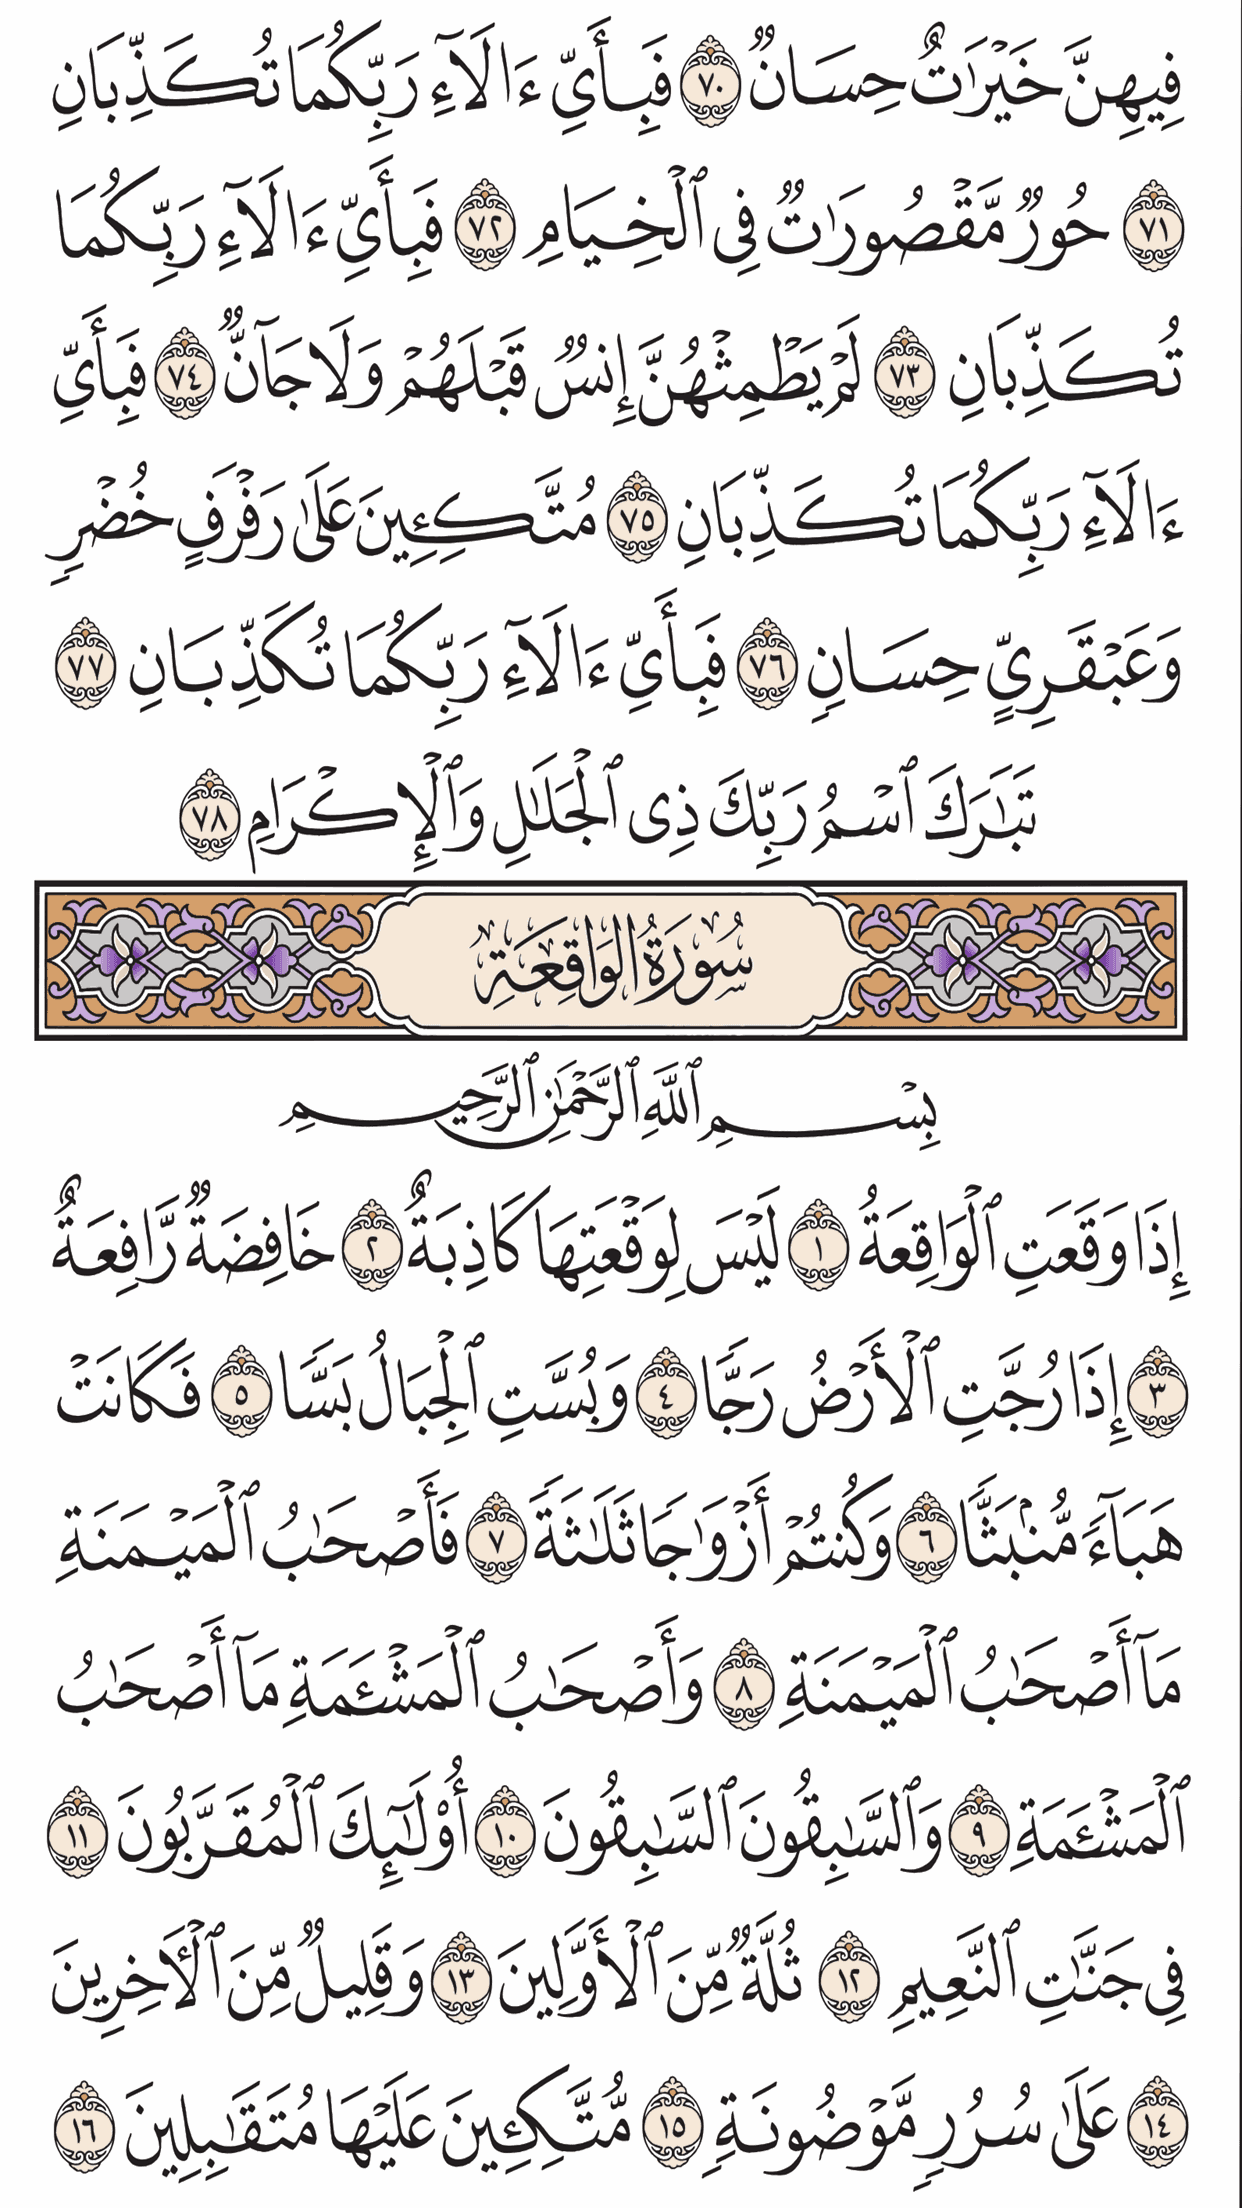 فِيهِنَّ خَيْرَٰتٌ حِسَانٌ ٧٠ فَبِأَيِّ ءَالَآءِ رَبِّكُمَا تُكَذِّبَانِ
٧١ حُورٌ مَّقْصُورَٰتٌ فِى ٱلْخِيَامِ ٧٢ فَبِأَيِّ ءَالَآءِ رَبِّكُمَا
تُكَذِّبَانِ ٧٣ لَمْ يَطْمِثْهُنَّ إِنسٌ قَبْلَهُمْ وَلَا جَآنٌّ ٧٤ فَبِأَيِّ
ءَالَآءِ رَبِّكُمَا تُكَذِّبَانِ ٧٥ مُتَّكِـِٔينَ عَلَىٰ رَفْرَفٍ خُضْرٍ
وَعَبْقَرِيٍّ حِسَانٍ ٧٦ فَبِأَيِّ ءَالَآءِ رَبِّكُمَا تُكَذِّبَانِ ٧٧
تَبَٰرَكَ ٱسْمُ رَبِّكَ ذِى ٱلْجَلَٰلِ وَٱلْإِكْرَامِ ٧٨
سُورَةُ الوَاقِعَةِ
بِسْمِ ٱللَّهِ ٱلرَّحْمَٰنِ ٱلرَّحِيمِ
إِذَا وَقَعَتِ ٱلْوَاقِعَةُ ١ لَيْسَ لِوَقْعَتِهَا كَاذِبَةٌ ٢ خَافِضَةٌ رَّافِعَةٌ
٣ إِذَا رُجَّتِ ٱلْأَرْضُ رَجًّا ٤ وَبُسَّتِ ٱلْجِبَالُ بَسًّا ٥ فَكَانَتْ
هَبَآءً مُّنۢبَثًّا ٦ وَكُنتُمْ أَزْوَٰجًا ثَلَٰثَةً ٧ فَأَصْحَٰبُ ٱلْمَيْمَنَةِ
مَآ أَصْحَٰبُ ٱلْمَيْمَنَةِ ٨ وَأَصْحَٰبُ ٱلْمَشْـَٔمَةِ مَآ أَصْحَٰبُ
ٱلْمَشْـَٔمَةِ ٩ وَٱلسَّٰبِقُونَ ٱلسَّٰبِقُونَ ١٠ أُو۟لَٰٓئِكَ ٱلْمُقَرَّبُونَ ١١
فِى جَنَّٰتِ ٱلنَّعِيمِ ١٢ ثُلَّةٌ مِّنَ ٱلْأَوَّلِينَ ١٣ وَقَلِيلٌ مِّنَ ٱلْـَٔاخِرِينَ
١٤ عَلَىٰ سُرُرٍ مَّوْضُونَةٍ ١٥ مُّتَّكِـِٔينَ عَلَيْهَا مُتَقَٰبِلِينَ ١٦